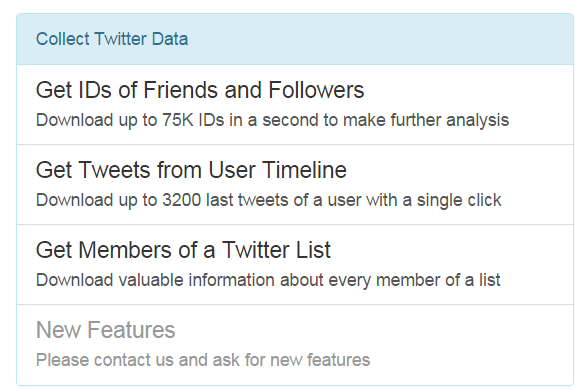 Collect Twitter Data
Get IDs of Friends and Followers
Download up to 75K IDs in a second to make further analysis
Get Tweets from User Timeline
Download up to 3200 last tweets of a user with a single click
Get Members of a Twitter List
Download valuable information about every member of a list
New Features
Please contact us and ask for new features